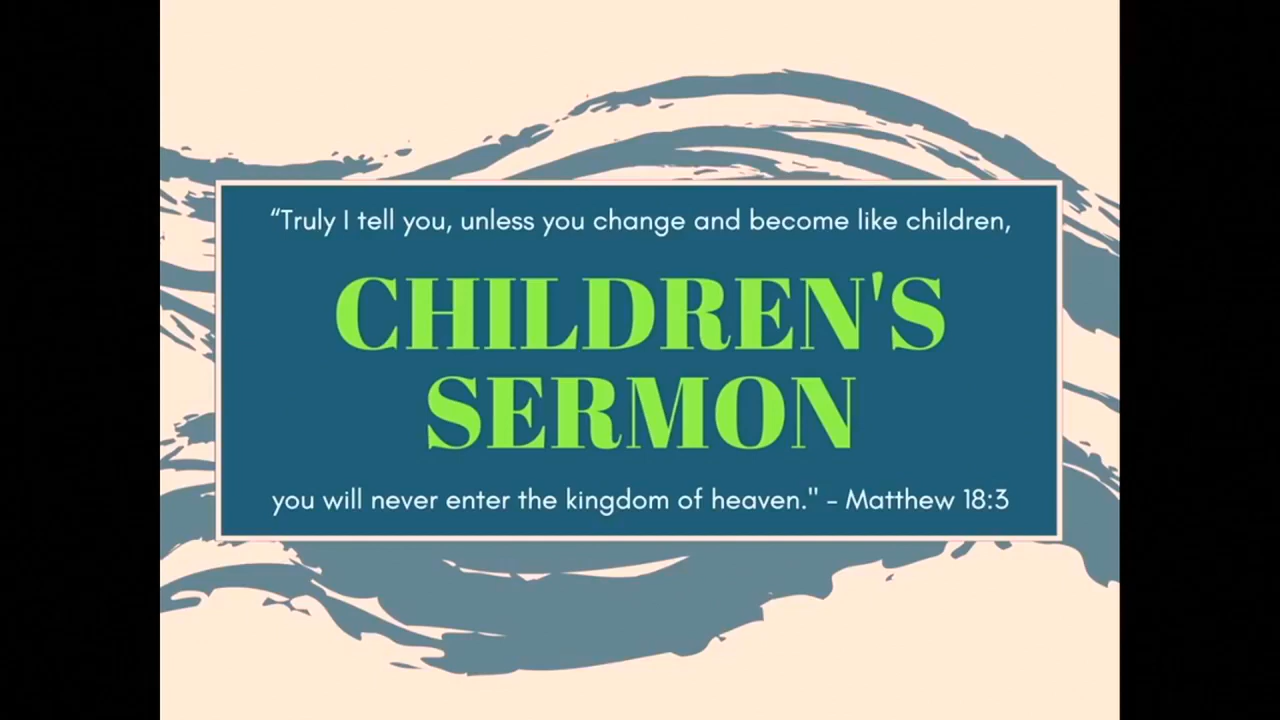 “Truly I tell you, unless you change and become like children,
CHILDREN'S
SERMON
you will never enter the kingdom of heaven." - Matthew 18:3